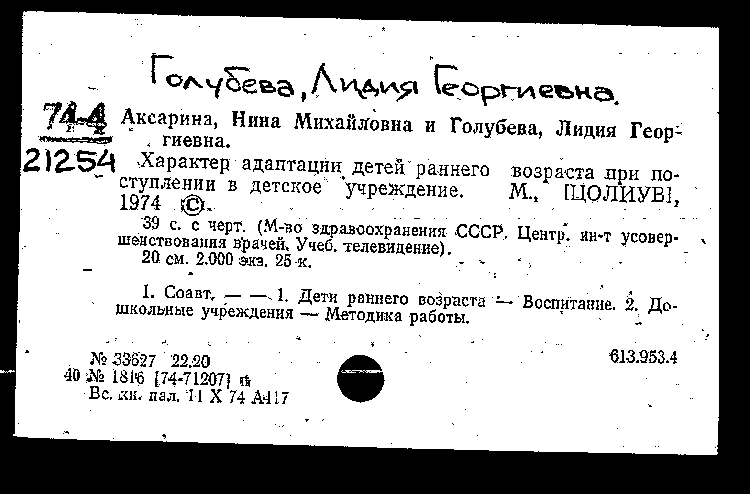 Голубева, Лидия Георгиевна.
74-4
21254
Аксарина, Нина Михайловна и Голубева, Лидия Геор-
гиевна.
Характер адаптации детей раннего возраста при по-
ступлении в детское учреждение. М., [ЦОЛИУВ],
1974 ©.
39 с. с черт. (М-во здравоохранения СССР. Центр. ин-т усовер-
шенствования врачей. Учеб. телевидение).
20 см. 2.000 экз. 25 к.
I. Соавт. — — 1. Дети раннего возраста — Воспитание. 2. До-
школьные учреждения — Методика работы.
№ 33627 22.20
613.953.4
40 № 1816 [74-71207] п
Вс. кн. пал. 11 X 74 А417